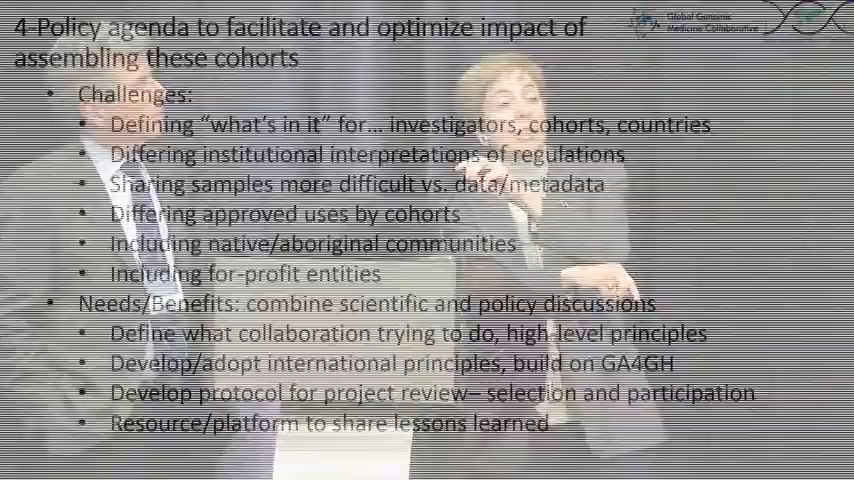 4-Policy agenda to facilitate and optimize impact of
assembling these cohorts
Global Genomic
Medicine Collaborative
• Challenges:
• Defining “what’s in it” for… investigators, cohorts, countries
• Differing institutional interpretations of regulations
• Sharing samples more difficult vs. data/metadata
• Differing approved uses by cohorts
• Including native/aboriginal communities
• Including for-profit entities
• Needs/Benefits: combine scientific and policy discussions
• Define what collaboration trying to do, high-level principles
• Develop/adopt international principles, build on GA4GH
• Develop protocol for project review– selection and participation
• Resource/platform to share lessons learned